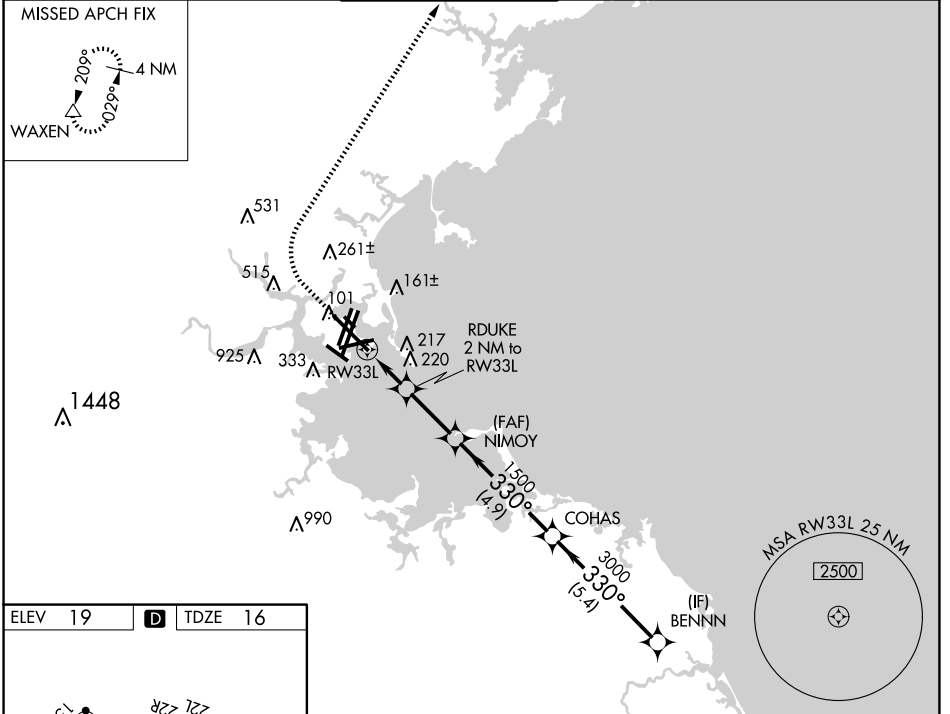 MISSED APCH FIX
209°
4 NM
029°
WAXEN
531
261±
515
161±
101
217
RDUKE
2 NM to
RW33L
925
333
220
RW33L
1448
(FAF)
NIMOY
1500
330°
(4.9)
990
COHAS
3000
330°
(5.4)
(IF)
BENNN
MSA RW33L 25 NM
2500
ELEV 19 D TDZE 16
22R 22L